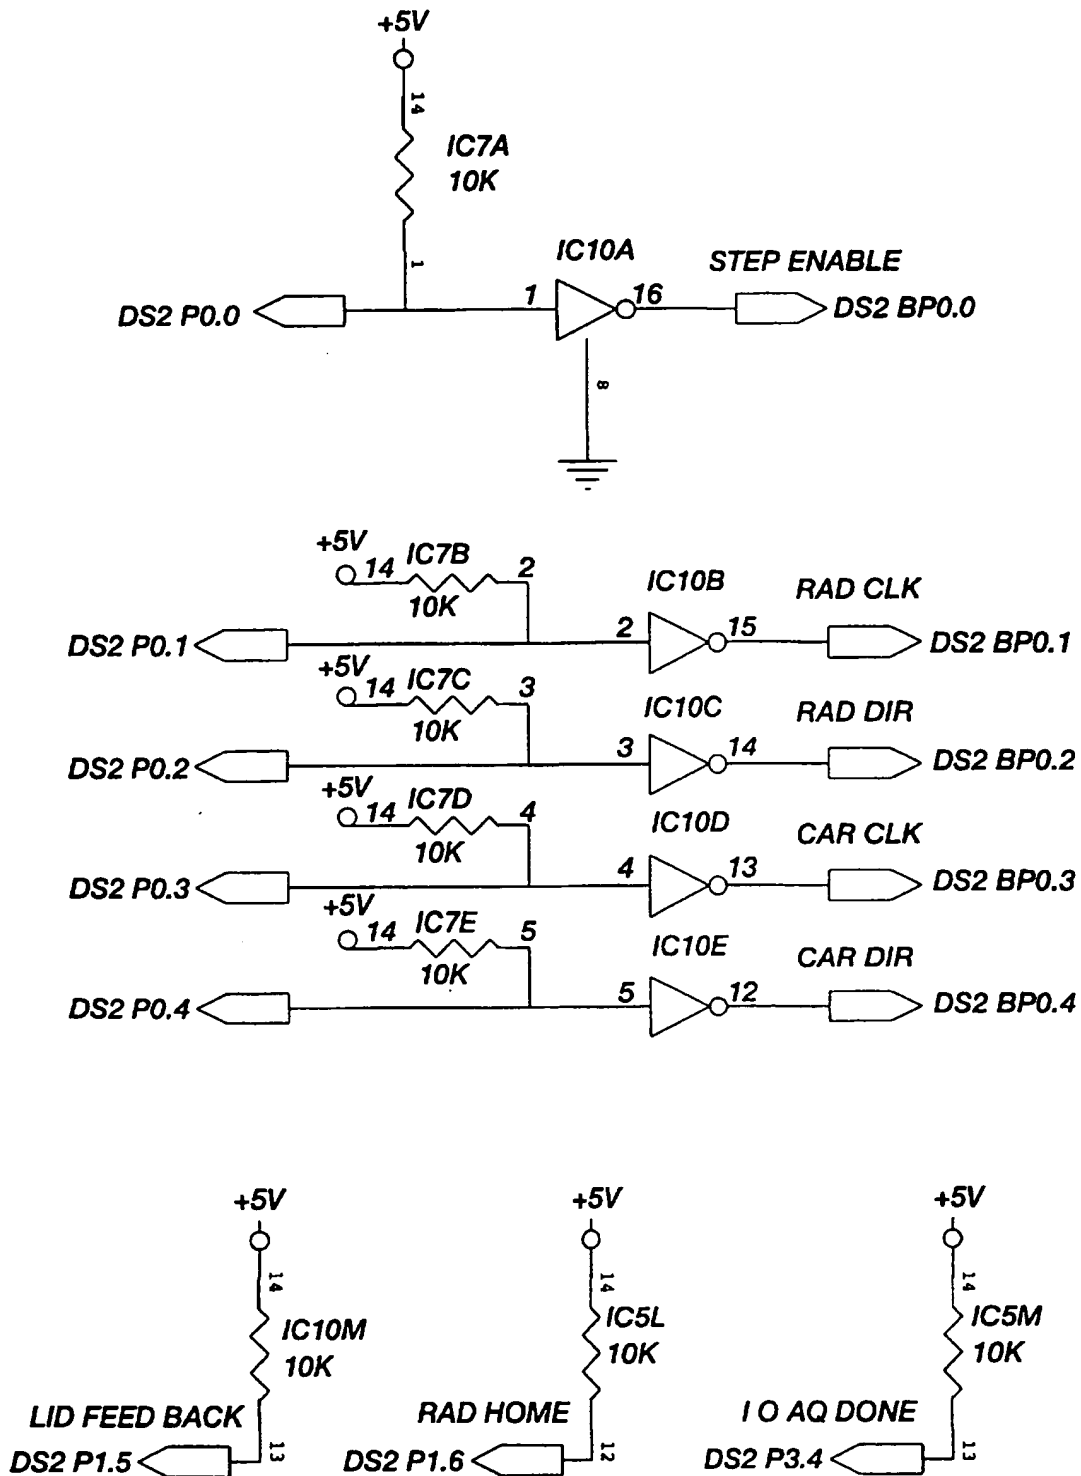 +5V
14
IC7A
10K
1
IC10A
STEP ENABLE
DS2 P0.0
1
16
DS2 BP0.0
8
+5V
14
IC7B
2
10K
IC10B
RAD CLK
DS2 P0.1
2
15
DS2 BP0.1
+5V
14
IC7C
3
10K
IC10C
RAD DIR
DS2 P0.2
3
14
DS2 BP0.2
14
IC7D
4
10K
IC10D
CAR CLK
DS2 P0.3
4
13
DS2 BP0.3
+5V
14
IC7E
5
10K
IC10E
CAR DIR
DS2 P0.4
5
12
DS2 BP0.4
+5V
14
IC10M
10K
LID FEED BACK
13
DS2 P1.5
+5V
14
IC5L
10K
RAD HOME
12
DS2 P1.6
+5V
14
IC5M
10K
I O AQ DONE
13
DS2 P3.4